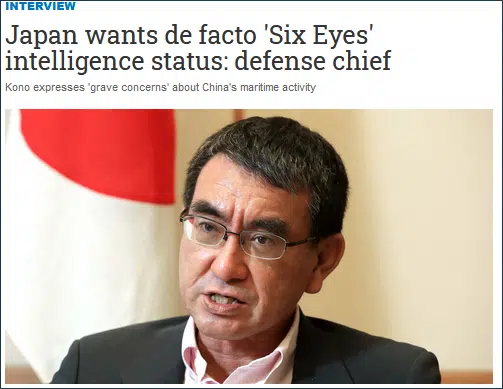 INTERVIEW
Japan wants de facto 'Six Eyes'
intelligence status: defense chief
Kono expresses 'grave concerns' about China's maritime activity